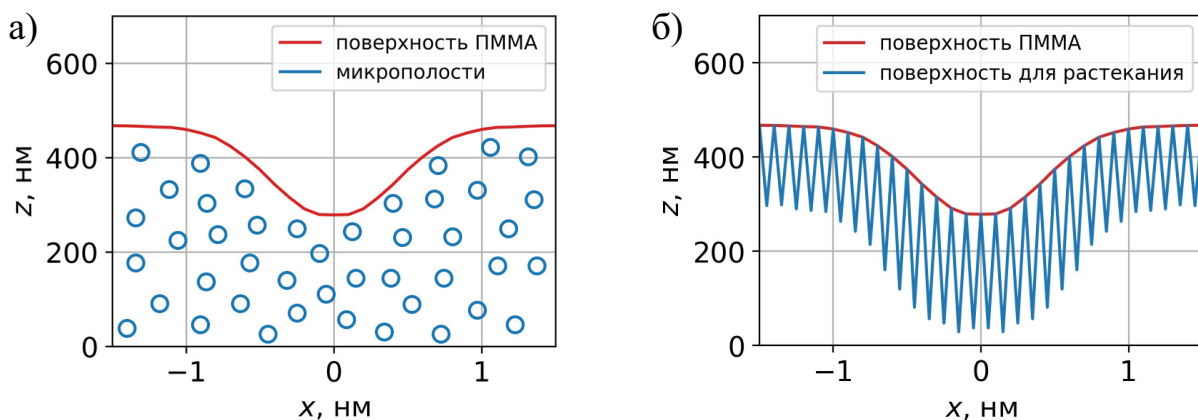 а)
поверхность ПММА
микрополости
z, нм
600
400
200
0
−1
0
1
x, нм
б)
поверхность ПММА
поверхность для растекания
z, нм
600
400
200
0
−1
0
1
x, нм